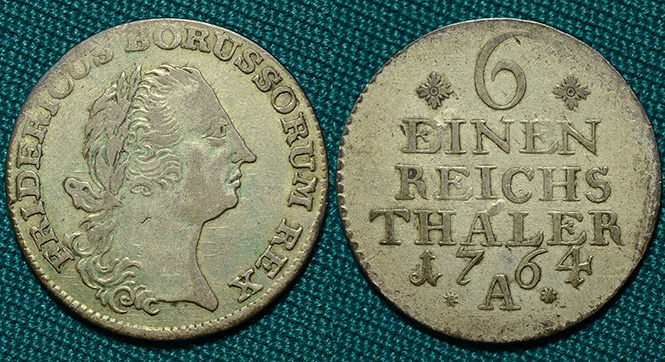 FRIDERICUS BORUSSORUM REX
6
EINEN
REICHS
THALER
1764
A